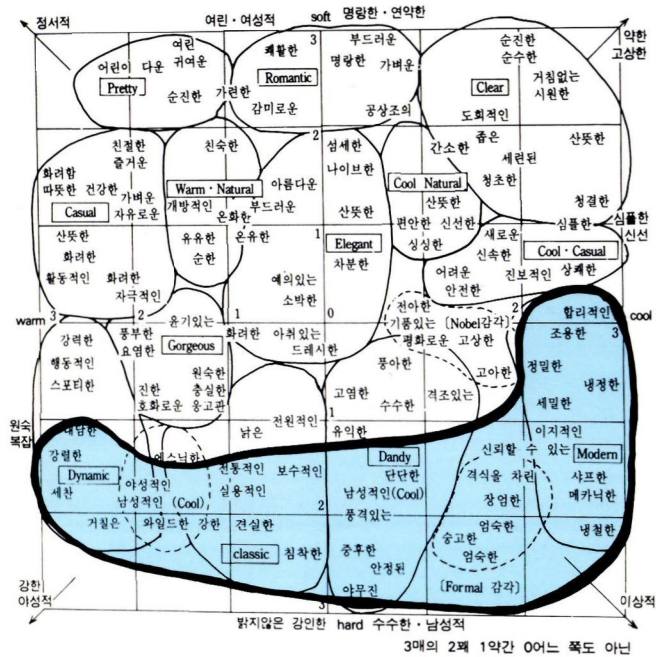 정서적
여린·여성적 soft 명랑한·연약한
약한
고상한
여린
귀여운
어린이 다운
Pretty
순진한
가련한
쾌활한
3
부드러운
명랑한
가벼운
Romantic
감미로운
공상조의
순진한
순수한
Clear
거침없는
시원한
도회적인
2
친절한
즐거운
화려함
따뜻한 건강한
가벼운
Casual
자유로운
산뜻한
화려한
활동적인
화려한
자극적인
친숙한
Warm·Natural
개방적인
온화한
유유한
순한
섬세한
나이브한
아름다운
부드러운
산뜻한
온유한
1
Elegant
차분한
예의있는
소박한
간소한
좁은
산뜻한
세련된
Cool Natural
청초한
산뜻한
편안한 신선한
싱싱한
청결한
심플한
심플한
신선
새로운
신속한
Cool·Casual
어려운
진보적인
상쾌한
안전한
warm
3
2
1
0
2
3
cool
강력한
행동적인
스포티한
풍부한
요염한
윤기있는
Gorgeous
원숙한
진한
충실한
호화로운
웅고관
화려한
아취있는
드레시한
전아한
기품있는 [Nobel감각]
평화로운
고상한
고아한
풍아한
고염한
수수한
격조있는
합리적인
조용한
정밀한
냉정한
세밀한
이지적인
원숙
복잡
대담한
강렬한
Dynamic
세찬
거칠은
에스닉한
야성적인
남성적인 (Cool)
와일드한
강한
낡은
전원적인
1
유익한
전통적인
보수적인
실용적인
견실한
2
classic
침착한
Dandy
단단한
남성적인(Cool)
풍격있는
중후한
안정된
야무진
신뢰할 수 있는
Modern
격식을 차린
장엄한
샤프한
메카닉한
엄숙한
숭고한
엄숙한
냉철한
[Formal 감각]
강한
야성적
3
밝지않은 강인한 hard 수수한·남성적
이상적
3매의 2꽤 1약간 0어느 쪽도 아닌